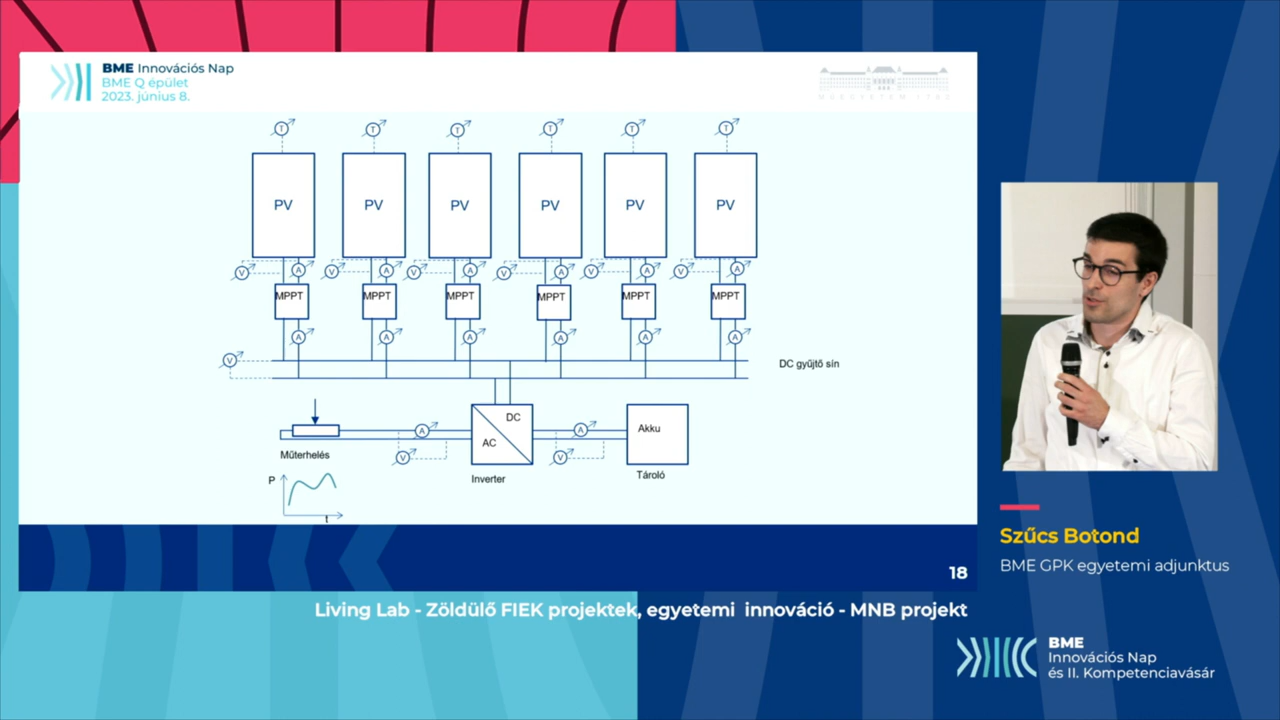 BME Innovációs Nap
BME Q épület
2023. június 8.
MŰEGYETEM 1782
T T T T T T
PV PV PV PV PV PV
V A V A V A V A V A V A
MPPT MPPT MPPT MPPT MPPT MPPT
A A A A A A
V
DC gyűjtő sín
DC
AC
A
A
Akku
V
V
Műterhelés
Inverter
Tároló
P
t
18
Szűcs Botond
BME GPK egyetemi adjunktus
Living Lab - Zöldülő FIEK projektek, egyetemi innováció - MNB projekt
BME
Innovációs Nap
és II. Kompetenciavásár